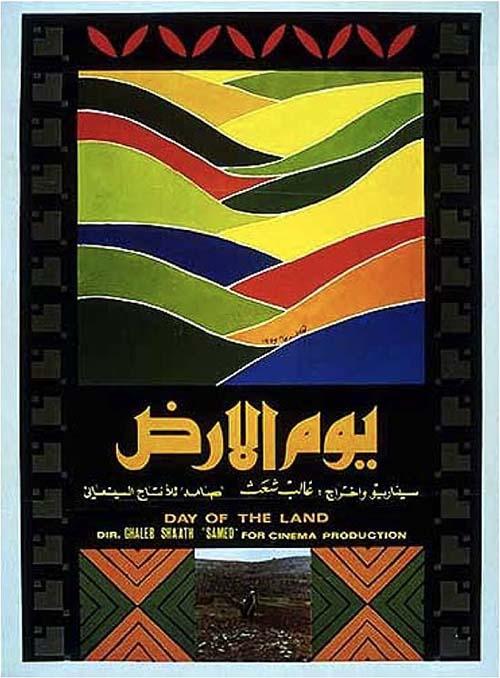 يوم الارض
سيناريو واخراج : غالب شعث "صامد" للأنتاج السينمائي
DAY OF THE LAND
DIR. GHALEB SHAATH "SAMED" FOR CINEMA PRODUCTION